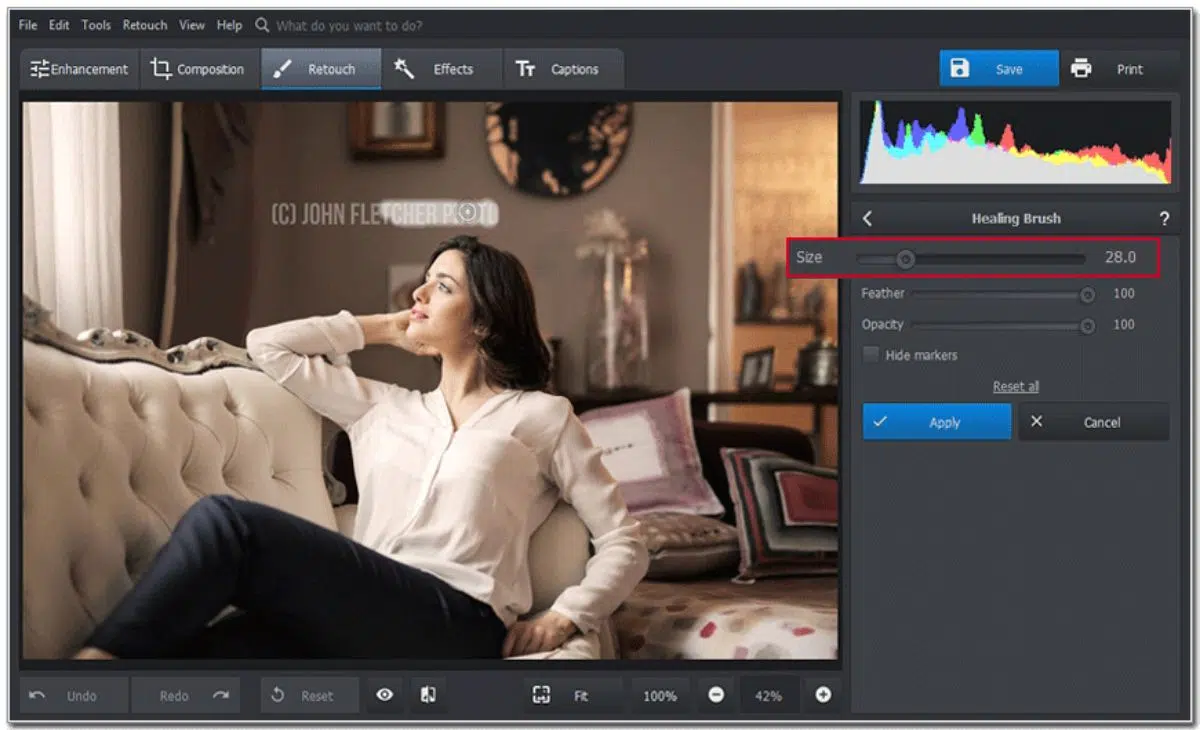 File Edit Tools Retouch View Help What do you want to do?
Enhancement Composition Retouch Effects Captions Save Print
(C) JOHN FLETCHER PHOTO
Healing Brush ?
Size 28.0
Feather 100
Opacity 100
Hide markers
Reset all
Apply Cancel
Undo Redo Reset Fit 100% 42%